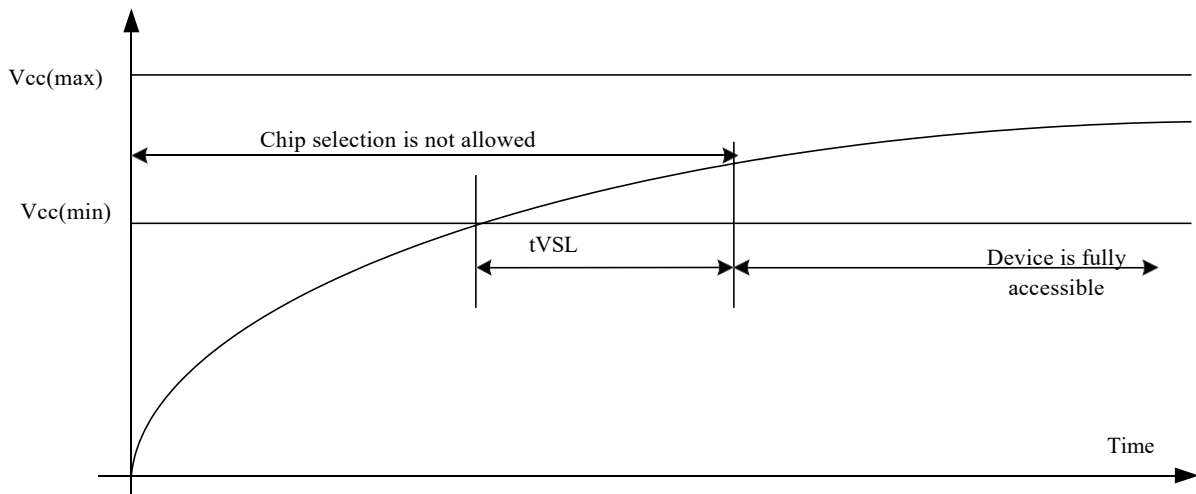 Vcc(max)
Chip selection is not allowed
Vcc(min)
tVSL
Device is fully
accessible
Time